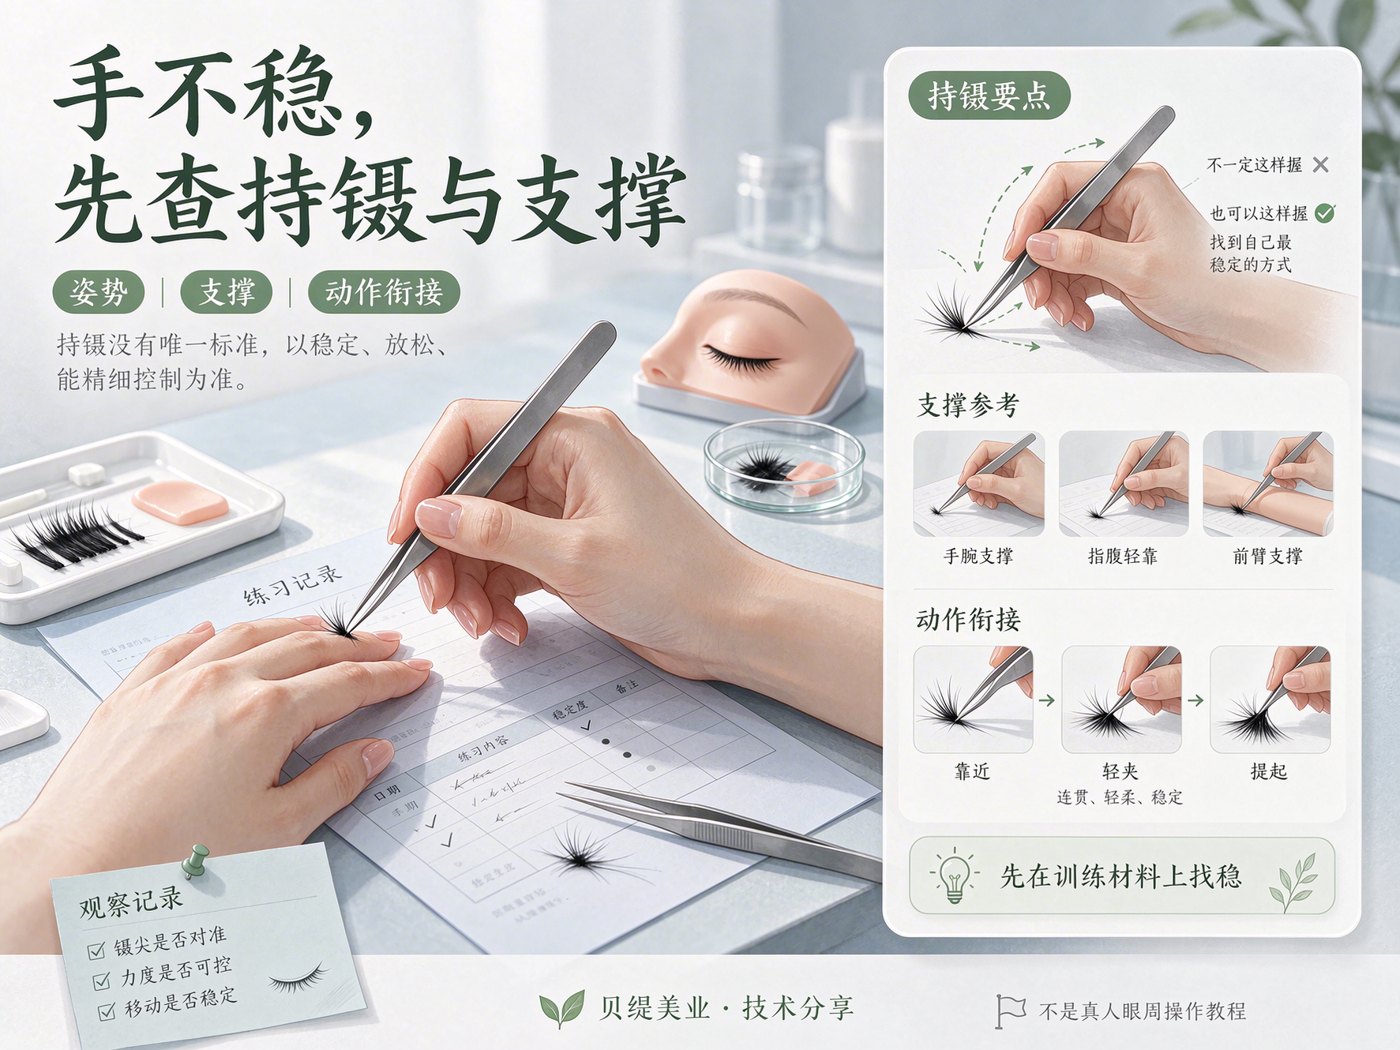 手不稳，
先查持镊与支撑
姿势
支撑
动作衔接
持镊没有唯一标准，以稳定、放松、
能精细控制为准。
持镊要点
不一定这样握
也可以这样握
找到自己最
稳定的方式
支撑参考
手腕支撑
指腹轻靠
前臂支撑
动作衔接
靠近
轻夹
提起
连贯、轻柔、稳定
先在训练材料上找稳
练习记录
日期
练习内容
稳定度
备注
手期
观察记录
镊尖是否对准
力度是否可控
移动是否稳定
贝缇美业·技术分享
不是真人眼周操作教程